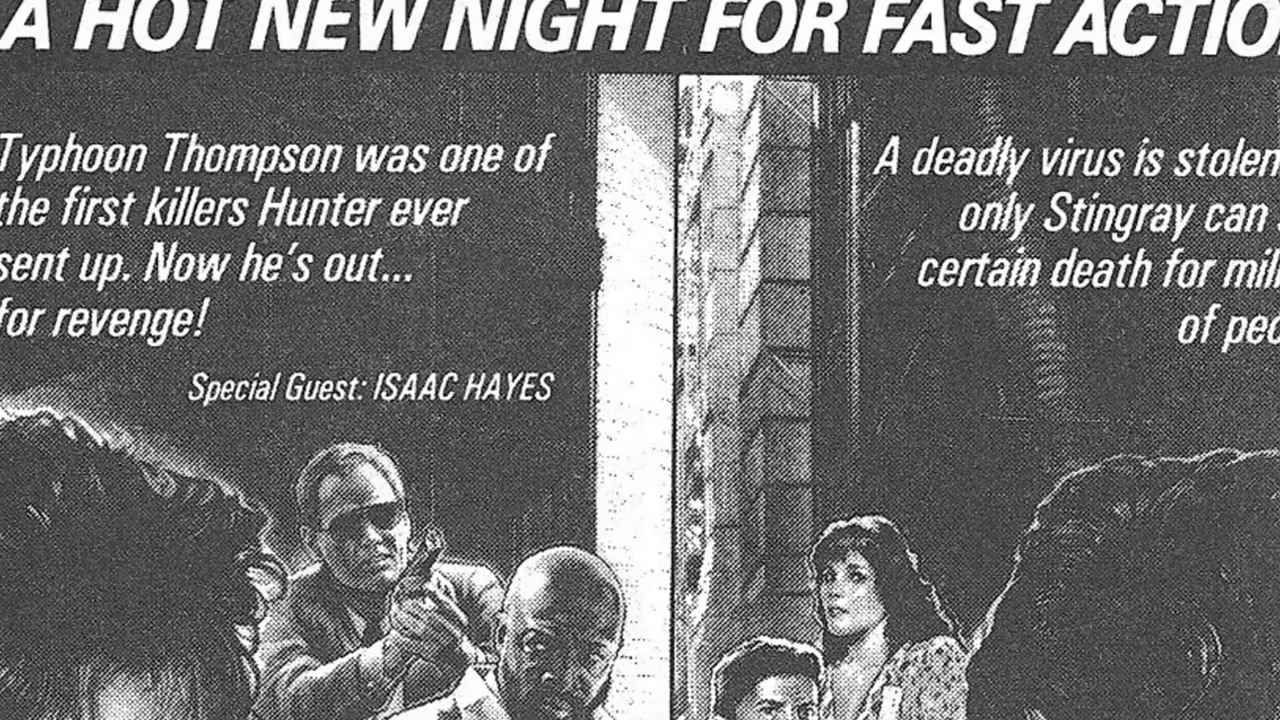 A HOT NEW NIGHT FOR FAST ACTIO
Typhoon Thompson was one of
the first killers Hunter ever
sent up. Now he's out...
for revenge!
Special Guest: ISAAC HAYES
A deadly virus is stolen
only Stingray can
certain death for mil
of peo